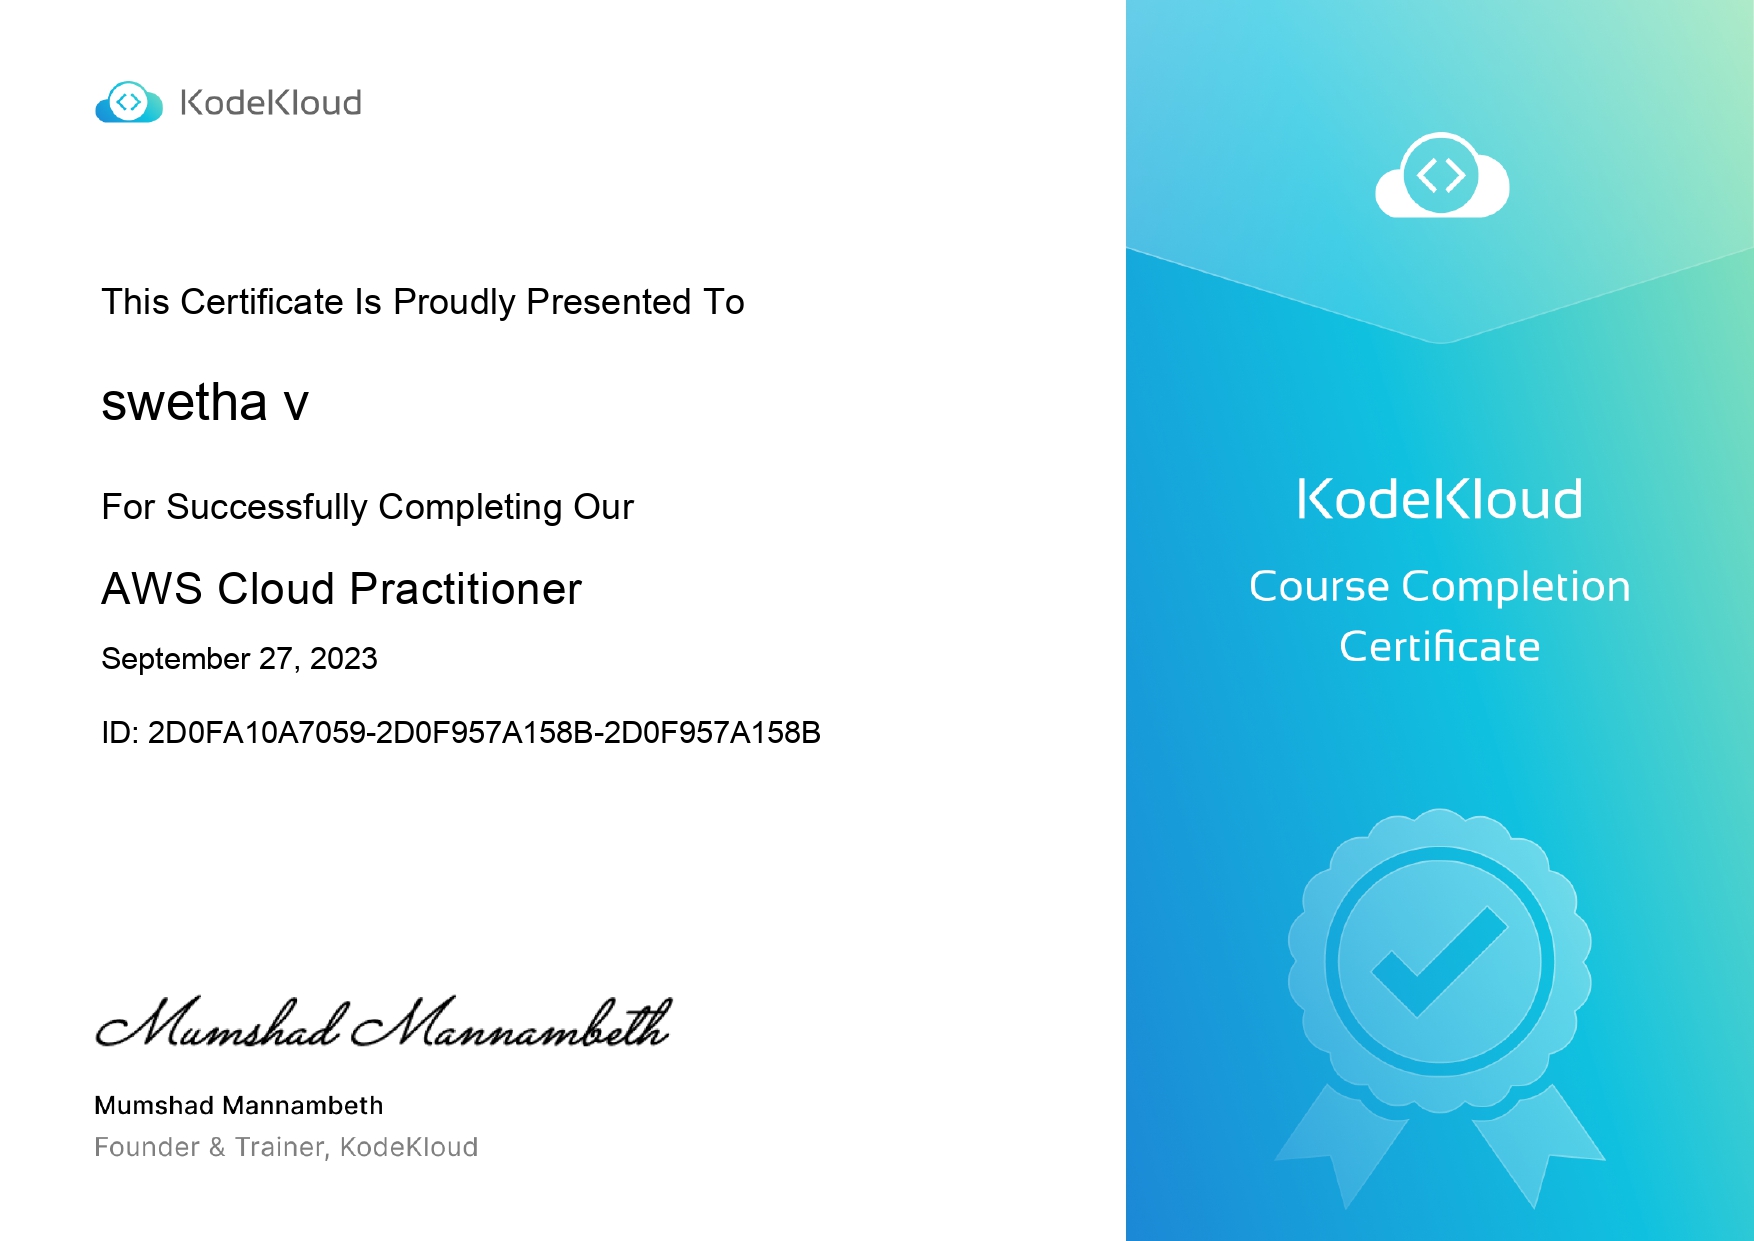 KodeKloud
This Certificate Is Proudly Presented To
swetha v
For Successfully Completing Our
AWS Cloud Practitioner
September 27, 2023
ID: 2D0FA10A7059-2D0F957A158B-2D0F957A158B
Mumshad Mannambeth
Mumshad Mannambeth
Founder & Trainer, KodeKloud
KodeKloud
Course Completion
Certificate